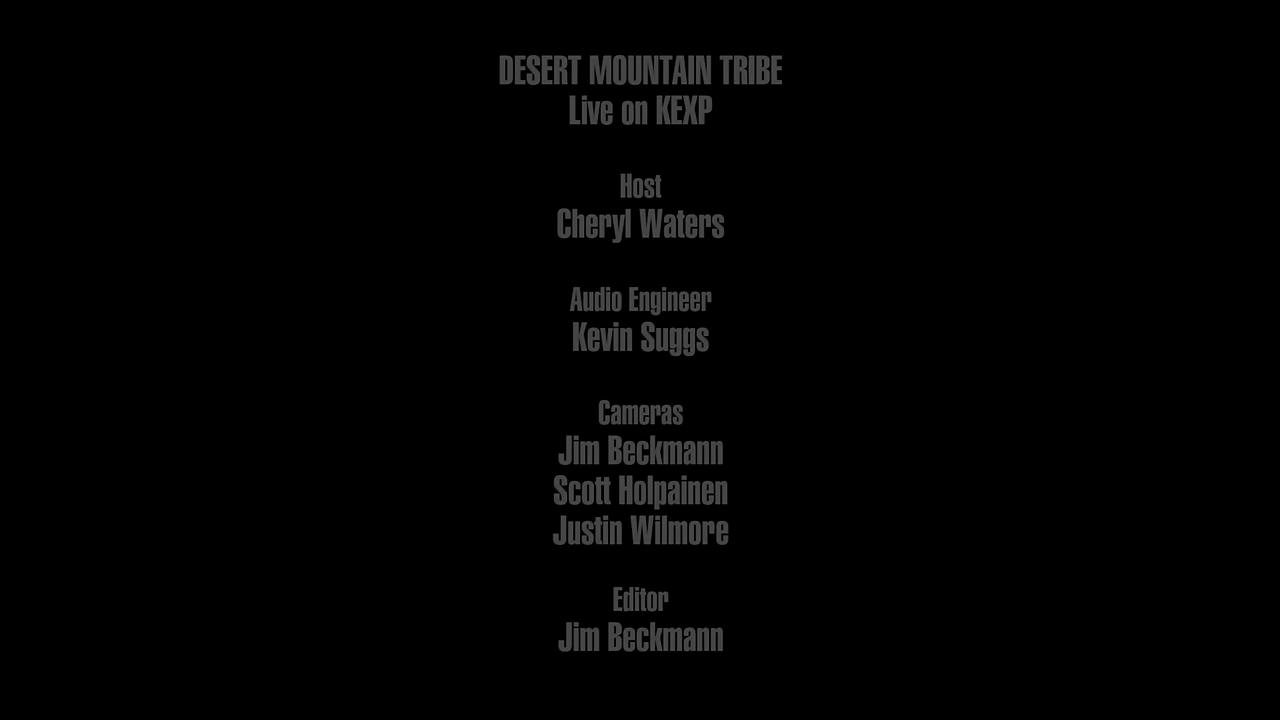 DESERT MOUNTAIN TRIBE
Live on KEXP
Host
Cheryl Waters
Audio Engineer
Kevin Suggs
Cameras
Jim Beckmann
Scott Holpainen
Justin Wilmore
Editor
Jim Beckmann